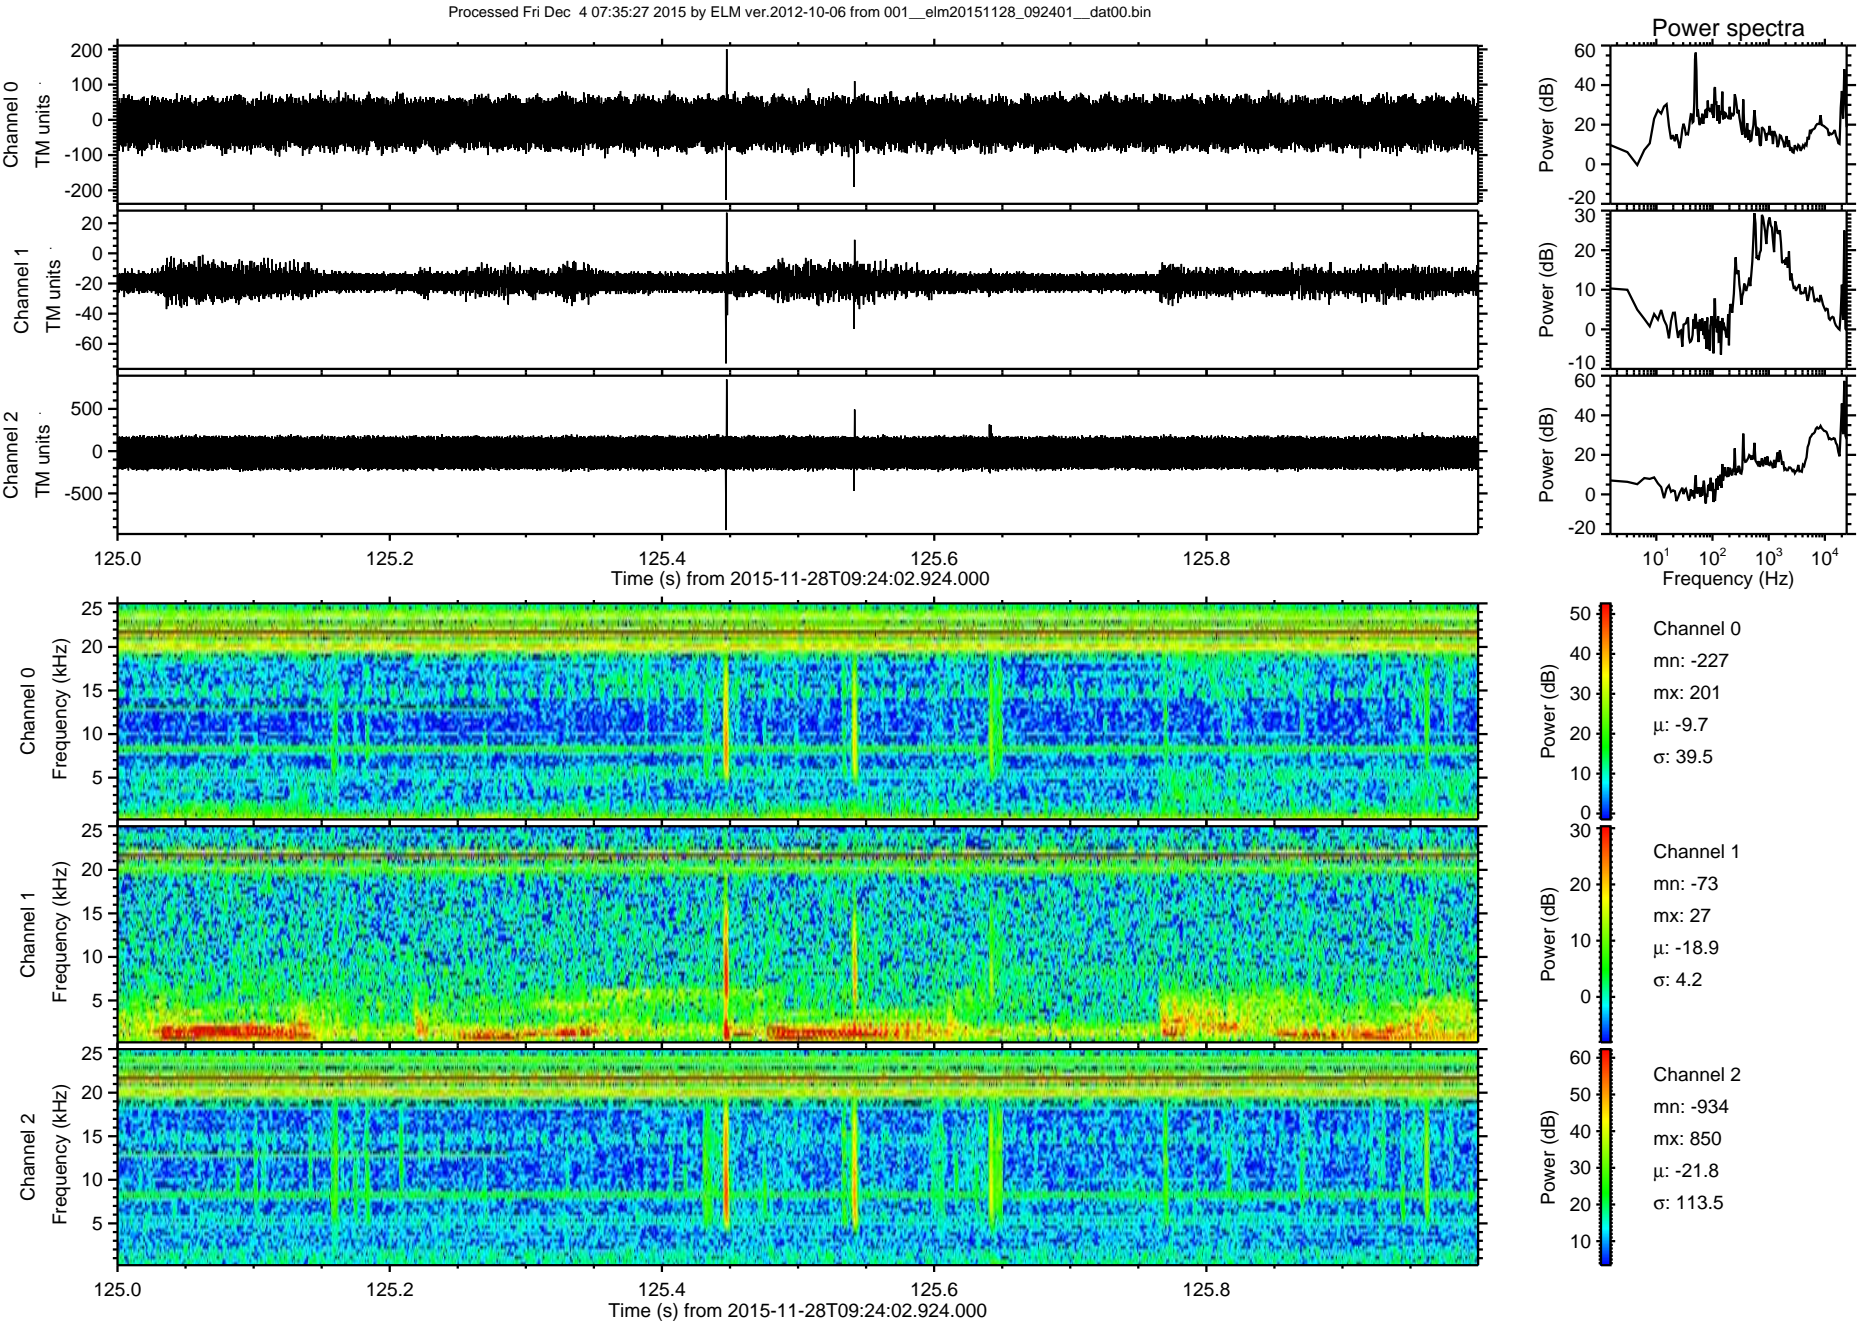 Processed Fri Dec  4 07:35:27 2015 by ELM ver.2012-10-06 from 001__elm20151128_092401__dat00.bin
Power spectra
Channel 0
TM units
200
100
0
-100
-200
Power (dB)
60
40
20
0
-20
Channel 1
TM units
20
0
-20
-40
-60
Power (dB)
30
20
10
0
-10
Channel 2
TM units
500
0
-500
Power (dB)
60
40
20
0
-20
125.0 125.2 125.4 125.6 125.8
Time (s) from 2015-11-28T09:24:02.924.000
10¹ 10² 10³ 10⁴
Frequency (Hz)
Channel 0
Frequency (kHz)
25
20
15
10
5
Power (dB)
50
40
30
20
10
0
Channel 0
mn: -227
mx: 201
μ: -9.7
σ: 39.5
Channel 1
Frequency (kHz)
25
20
15
10
5
Power (dB)
30
20
10
0
Channel 1
mn: -73
mx: 27
μ: -18.9
σ: 4.2
Channel 2
Frequency (kHz)
25
20
15
10
5
Power (dB)
60
50
40
30
20
10
Channel 2
mn: -934
mx: 850
μ: -21.8
σ: 113.5
125.0 125.2 125.4 125.6 125.8
Time (s) from 2015-11-28T09:24:02.924.000